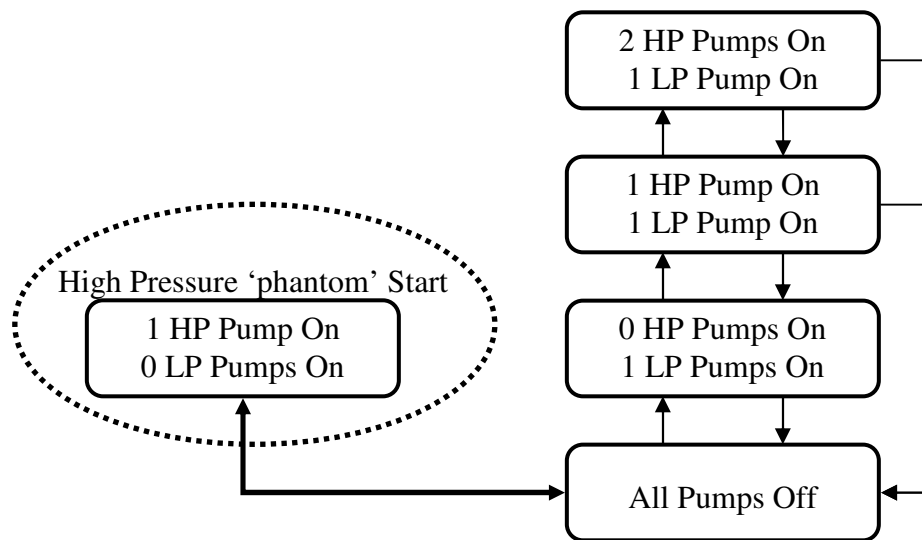 2 HP Pumps On
1 LP Pump On
1 HP Pump On
1 LP Pump On
High Pressure ‘phantom’ Start
1 HP Pump On
0 LP Pumps On
0 HP Pumps On
1 LP Pumps On
All Pumps Off